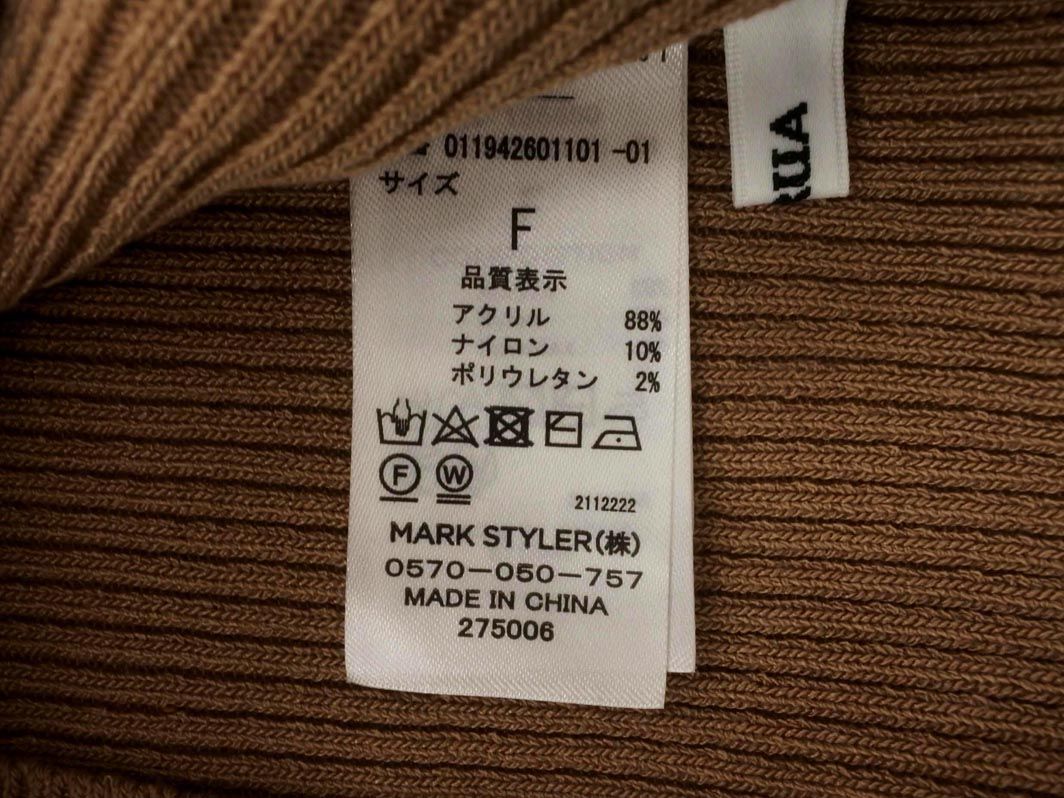 011942601101 -01
サイズ
F
品質表示
アクリル 88%
ナイロン 10%
ポリウレタン 2%
F W
2112222
MARK STYLER(株)
0570-050-757
MADE IN CHINA
275006